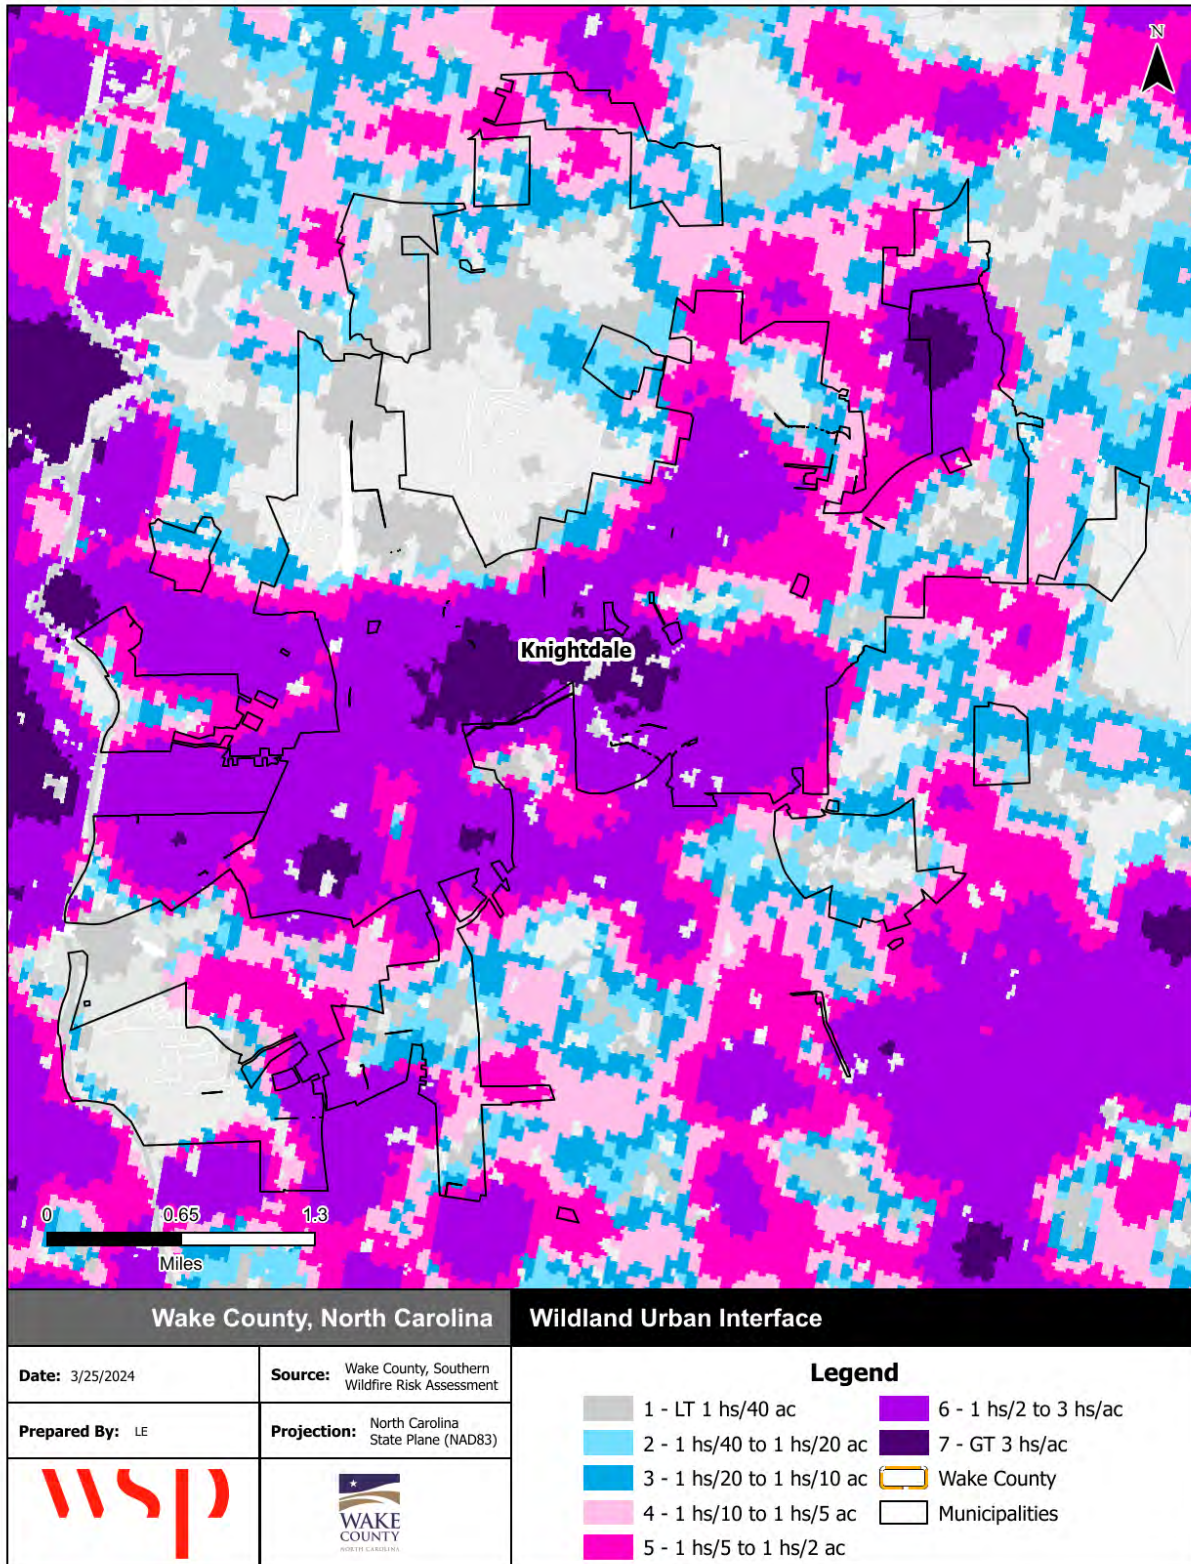 N
Knightdale
0 0.65 1.3
Miles
Wake County, North Carolina
Wildland Urban Interface
Date: 3/25/2024
Source: Wake County, Southern
Wildfire Risk Assessment
Prepared By: LE
Projection: North Carolina
State Plane (NAD83)
wsp
WAKE
COUNTY
NORTH CAROLINA
Legend
1 - LT 1 hs/40 ac
2 - 1 hs/40 to 1 hs/20 ac
3 - 1 hs/20 to 1 hs/10 ac
4 - 1 hs/10 to 1 hs/5 ac
5 - 1 hs/5 to 1 hs/2 ac
6 - 1 hs/2 to 3 hs/ac
7 - GT 3 hs/ac
Wake County
Municipalities